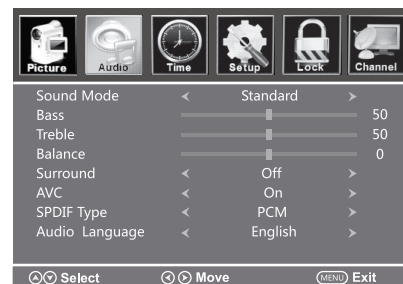 Picture Audio Time Setup Lock Channel
Sound Mode < Standard >
Bass 50
Treble 50
Balance 0
Surround < Off >
AVC < On >
SPDIF Type < PCM >
Audio Language < English >
Select Move MENU Exit